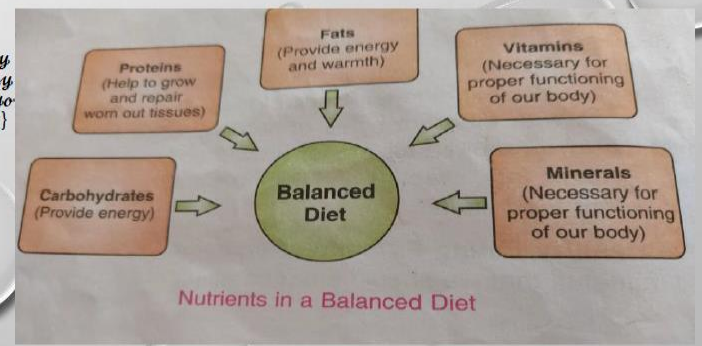 Fats
(Provide energy
and warmth)
Proteins
(Help to grow
and repair
worn out tissues)
Vitamins
(Necessary for
proper functioning
of our body)
Carbohydrates
(Provide energy)
Balanced
Diet
Minerals
(Necessary for
proper functioning
of our body)
Nutrients in a Balanced Diet